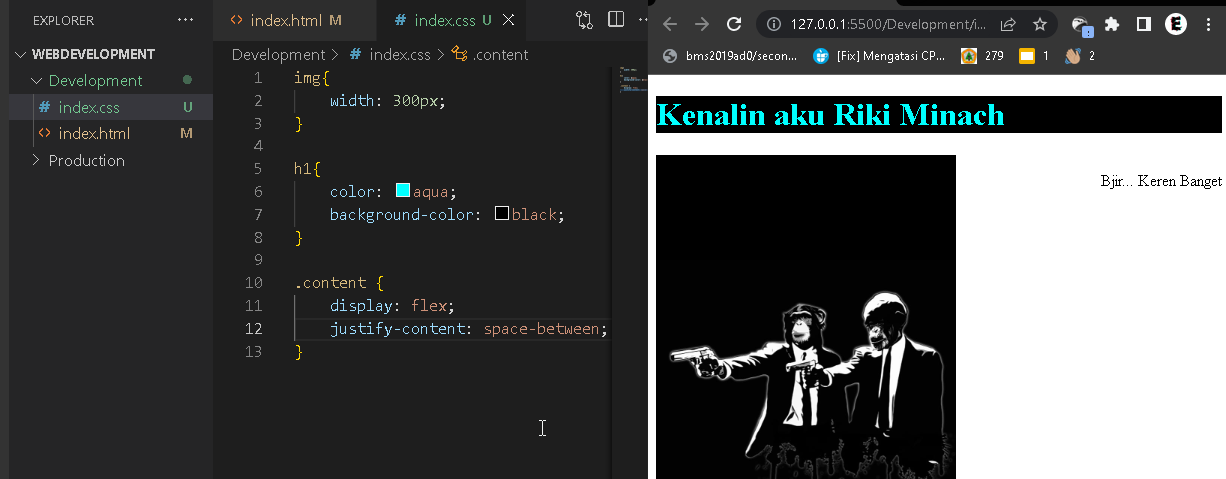 EXPLORER ...
WEBDEVELOPMENT
Development
# index.css U
<> index.html M
Production
<> index.html M
# index.css U
Development > # index.css > .content
1 img{
2 width: 300px;
3 }
4
5 h1{
6 color: aqua;
7 background-color: black;
8 }
9
10 .content {
11 display: flex;
12 justify-content: space-between;
13 }
127.0.0.1:5500/Development/i...
bms2019ad0/secon... [Fix] Mengatasi CP... 279 1 2
Kenalin aku Riki Minach
Bjir... Keren Banget